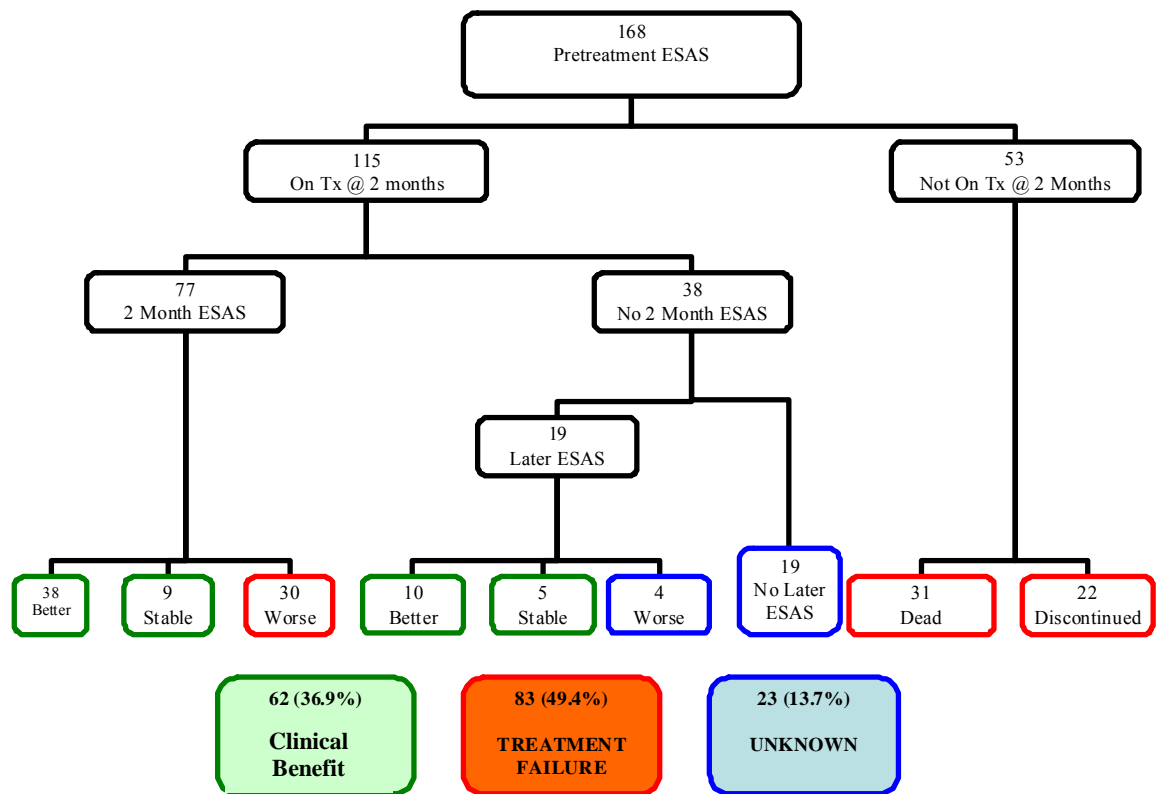 168
Pretreatment ESAS
115
On Tx @ 2 months
53
Not On Tx @ 2 Months
77
2 Month ESAS
38
No 2 Month ESAS
19
Later ESAS
38
Better
9
Stable
30
Worse
10
Better
5
Stable
4
Worse
19
No Later
ESAS
31
Dead
22
Discontinued
62 (36.9%)
Clinical
Benefit
83 (49.4%)
TREATMENT
FAILURE
23 (13.7%)
UNKNOWN